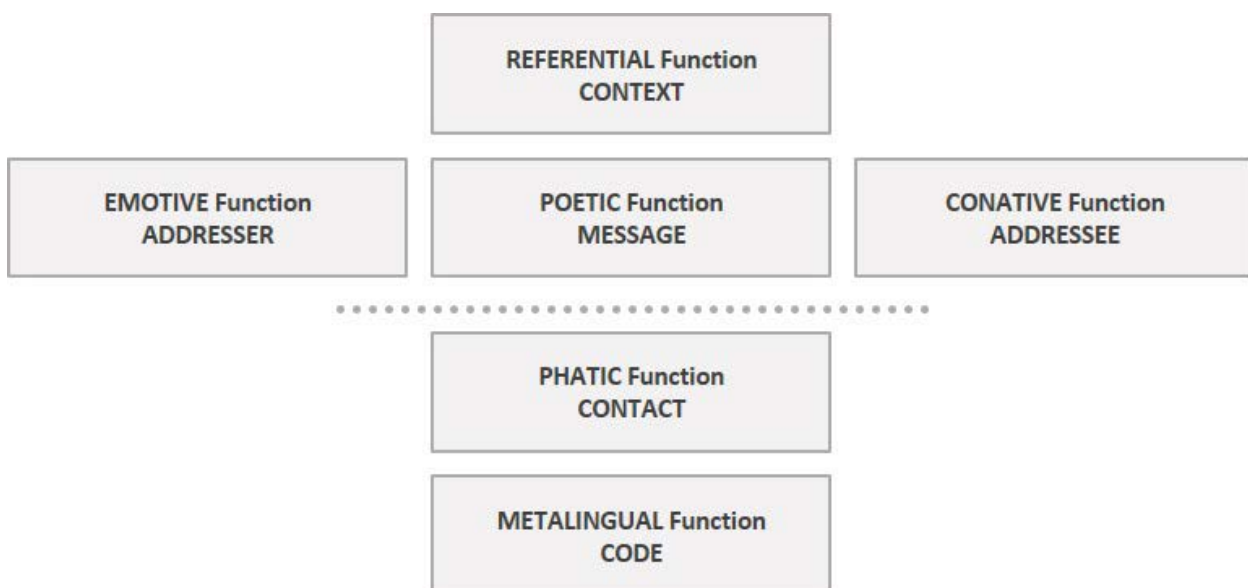 REFERENTIAL Function
CONTEXT
EMOTIVE Function
ADDRESSER
POETIC Function
MESSAGE
CONATIVE Function
ADDRESSEE
PHATIC Function
CONTACT
METALINGUAL Function
CODE